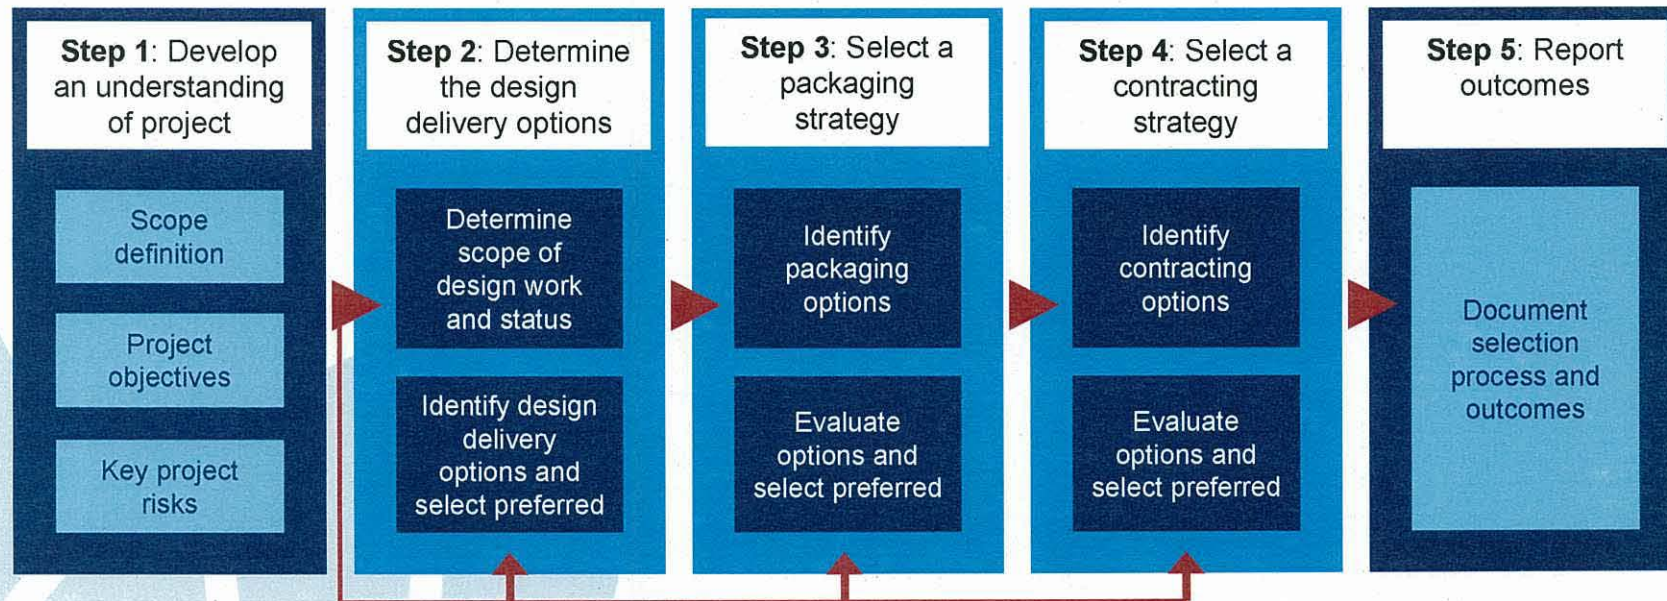 Step 1: Develop
an understanding
of project
Scope
definition
Project
objectives
Key project
risks
Step 2: Determine
the design
delivery options
Determine
scope of
design work
and status
Identify design
delivery
options and
select preferred
Step 3: Select a
packaging
strategy
Identify
packaging
options
Evaluate
options and
select preferred
Step 4: Select a
contracting
strategy
Identify
contracting
options
Evaluate
options and
select preferred
Step 5: Report
outcomes
Document
selection
process and
outcomes